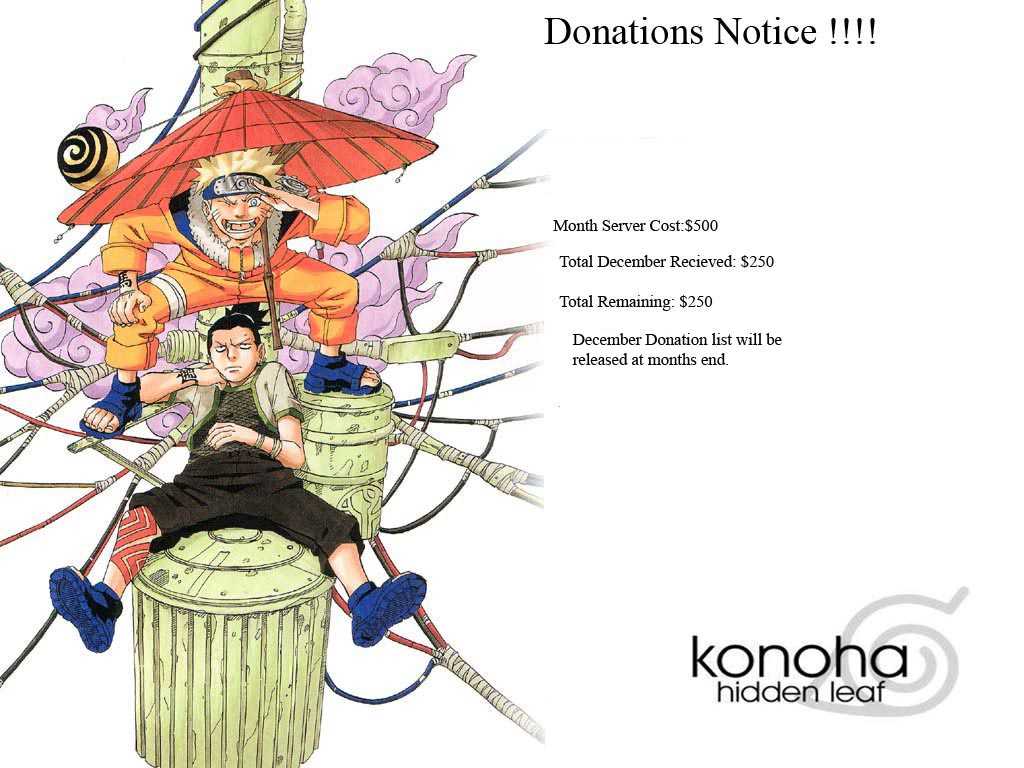 Donations Notice !!!!
Month Server Cost:$500
Total December Recieved: $250
Total Remaining: $250
December Donation list will be
released at months end.
konoha
hidden leaf